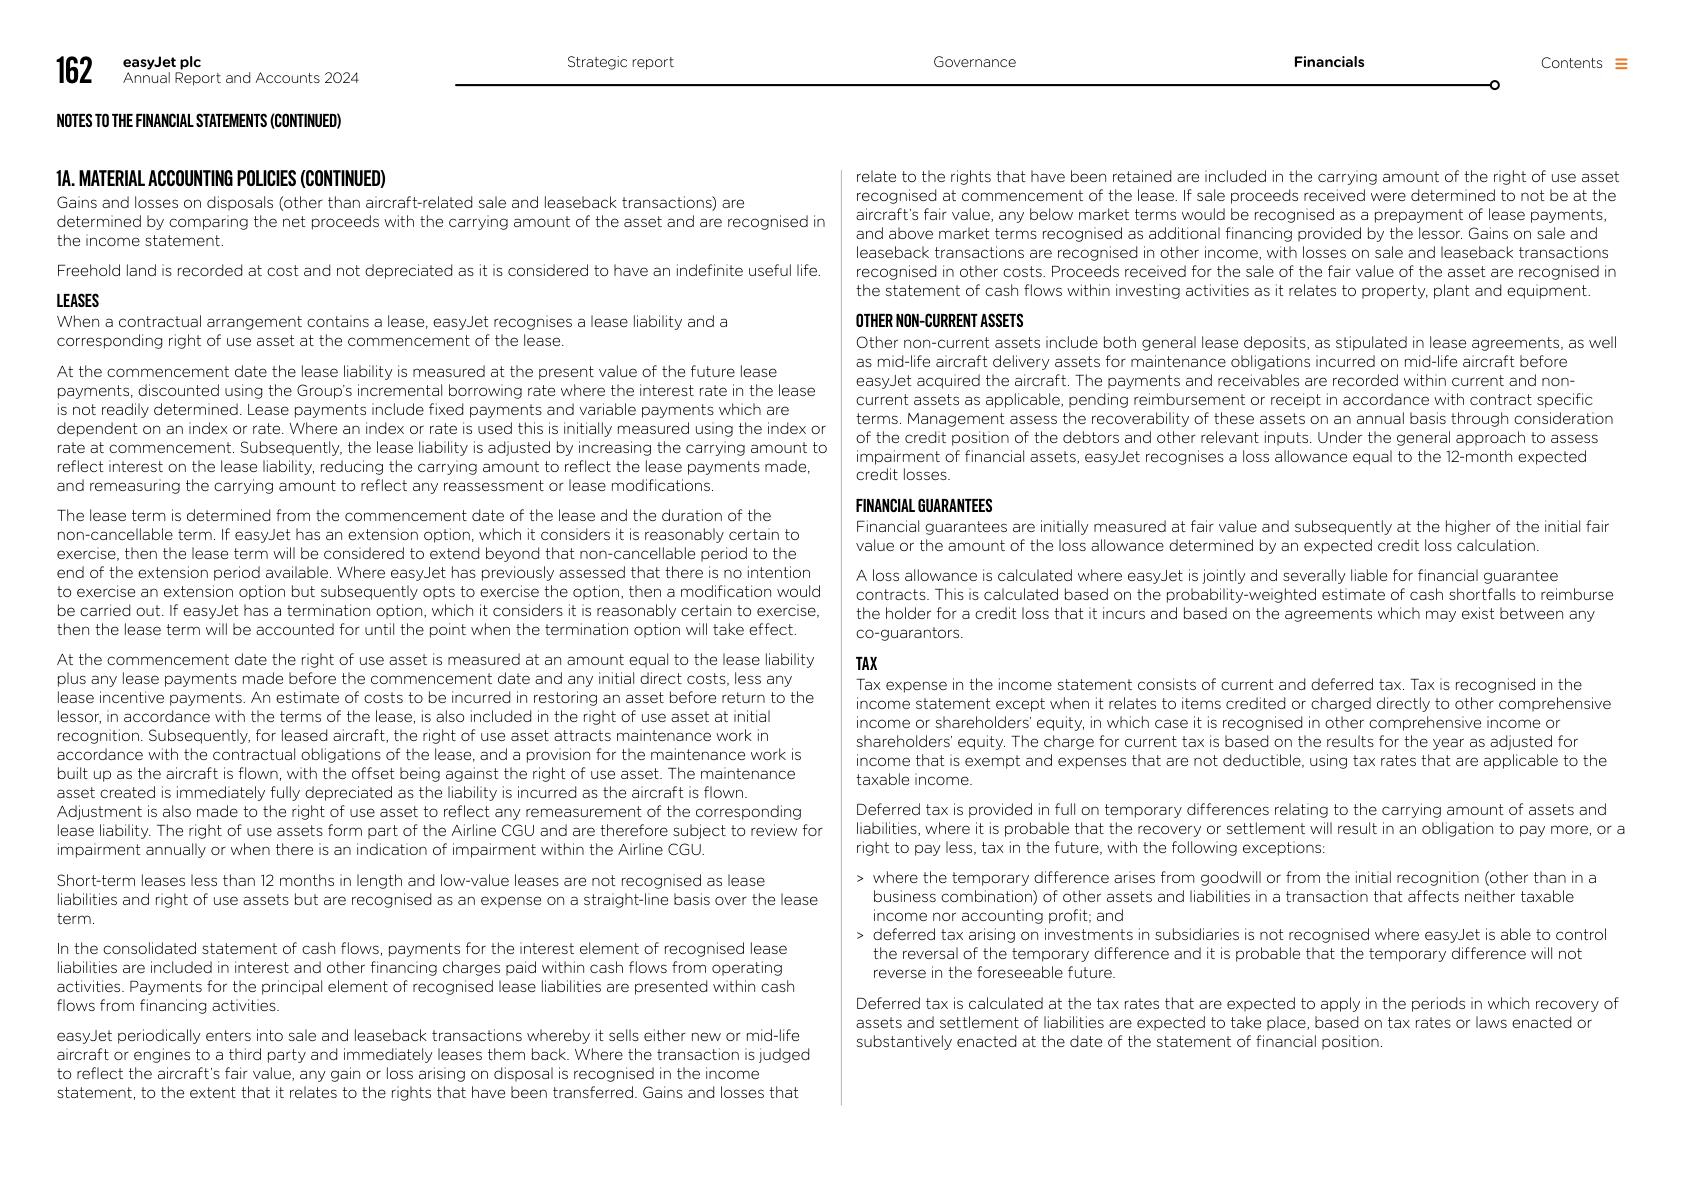 162
easyJet plc
Annual Report and Accounts 2024
Strategic report
Governance
Financials
Contents
NOTES TO THE FINANCIAL STATEMENTS (CONTINUED)
1A. MATERIAL ACCOUNTING POLICIES (CONTINUED)
Gains and losses on disposals (other than aircraft-related sale and leaseback transactions) are
determined by comparing the net proceeds with the carrying amount of the asset and are recognised in
the income statement.
Freehold land is recorded at cost and not depreciated as it is considered to have an indefinite useful life.
LEASES
When a contractual arrangement contains a lease, easyJet recognises a lease liability and a
corresponding right of use asset at the commencement of the lease.
At the commencement date the lease liability is measured at the present value of the future lease
payments, discounted using the Group's incremental borrowing rate where the interest rate in the lease
is not readily determined. Lease payments include fixed payments and variable payments which are
dependent on an index or rate. Where an index or rate is used this is initially measured using the index or
rate at commencement. Subsequently, the lease liability is adjusted by increasing the carrying amount to
reflect interest on the lease liability, reducing the carrying amount to reflect the lease payments made,
and remeasuring the carrying amount to reflect any reassessment or lease modifications.
The lease term is determined from the commencement date of the lease and the duration of the
non-cancellable term. If easyJet has an extension option, which it considers it is reasonably certain to
exercise, then the lease term will be considered to extend beyond that non-cancellable period to the
end of the extension period available. Where easyJet has previously assessed that there is no intention
to exercise an extension option but subsequently opts to exercise the option, then a modification would
be carried out. If easyJet has a termination option, which it considers it is reasonably certain to exercise,
then the lease term will be accounted for until the point when the termination option will take effect.
At the commencement date the right of use asset is measured at an amount equal to the lease liability
plus any lease payments made before the commencement date and any initial direct costs, less any
lease incentive payments. An estimate of costs to be incurred in restoring an asset before return to the
lessor, in accordance with the terms of the lease, is also included in the right of use asset at initial
recognition. Subsequently, for leased aircraft, the right of use asset attracts maintenance work in
accordance with the contractual obligations of the lease, and a provision for the maintenance work is
built up as the aircraft is flown, with the offset being against the right of use asset. The maintenance
asset created is immediately fully depreciated as the liability is incurred as the aircraft is flown.
Adjustment is also made to the right of use asset to reflect any remeasurement of the corresponding
lease liability. The right of use assets form part of the Airline CGU and are therefore subject to review for
impairment annually or when there is an indication of impairment within the Airline CGU.
Short-term leases less than 12 months in length and low-value leases are not recognised as lease
liabilities and right of use assets but are recognised as an expense on a straight-line basis over the lease
term.
In the consolidated statement of cash flows, payments for the interest element of recognised lease
liabilities are included in interest and other financing charges paid within cash flows from operating
activities. Payments for the principal element of recognised lease liabilities are presented within cash
flows from financing activities.
easyJet periodically enters into sale and leaseback transactions whereby it sells either new or mid-life
aircraft or engines to a third party and immediately leases them back. Where the transaction is judged
to reflect the aircraft's fair value, any gain or loss arising on disposal is recognised in the income
statement, to the extent that it relates to the rights that have been transferred. Gains and losses that
relate to the rights that have been retained are included in the carrying amount of the right of use asset
recognised at commencement of the lease. If sale proceeds received were determined to not be at the
aircraft's fair value, any below market terms would be recognised as a prepayment of lease payments,
and above market terms recognised as additional financing provided by the lessor. Gains on sale and
leaseback transactions are recognised in other income, with losses on sale and leaseback transactions
recognised in other costs. Proceeds received for the sale of the fair value of the asset are recognised in
the statement of cash flows within investing activities as it relates to property, plant and equipment.
OTHER NON-CURRENT ASSETS
Other non-current assets include both general lease deposits, as stipulated in lease agreements, as well
as mid-life aircraft delivery assets for maintenance obligations incurred on mid-life aircraft before
easyJet acquired the aircraft. The payments and receivables are recorded within current and non-
current assets as applicable, pending reimbursement or receipt in accordance with contract specific
terms. Management assess the recoverability of these assets on an annual basis through consideration
of the credit position of the debtors and other relevant inputs. Under the general approach to assess
impairment of financial assets, easyJet recognises a loss allowance equal to the 12-month expected
credit losses.
FINANCIAL GUARANTEES
Financial guarantees are initially measured at fair value and subsequently at the higher of the initial fair
value or the amount of the loss allowance determined by an expected credit loss calculation.
A loss allowance is calculated where easyJet is jointly and severally liable for financial guarantee
contracts. This is calculated based on the probability-weighted estimate of cash shortfalls to reimburse
the holder for a credit loss that it incurs and based on the agreements which may exist between any
co-guarantors.
TAX
Tax expense in the income statement consists of current and deferred tax. Tax is recognised in the
income statement except when it relates to items credited or charged directly to other comprehensive
income or shareholders' equity, in which case it is recognised in other comprehensive income or
shareholders' equity. The charge for current tax is based on the results for the year as adjusted for
income that is exempt and expenses that are not deductible, using tax rates that are applicable to the
taxable income.
Deferred tax is provided in full on temporary differences relating to the carrying amount of assets and
liabilities, where it is probable that the recovery or settlement will result in an obligation to pay more, or a
right to pay less, tax in the future, with the following exceptions:
> where the temporary difference arises from goodwill or from the initial recognition (other than in a
business combination) of other assets and liabilities in a transaction that affects neither taxable
income nor accounting profit; and
> deferred tax arising on investments in subsidiaries is not recognised where easyJet is able to control
the reversal of the temporary difference and it is probable that the temporary difference will not
reverse in the foreseeable future.
Deferred tax is calculated at the tax rates that are expected to apply in the periods in which recovery of
assets and settlement of liabilities are expected to take place, based on tax rates or laws enacted or
substantively enacted at the date of the statement of financial position.